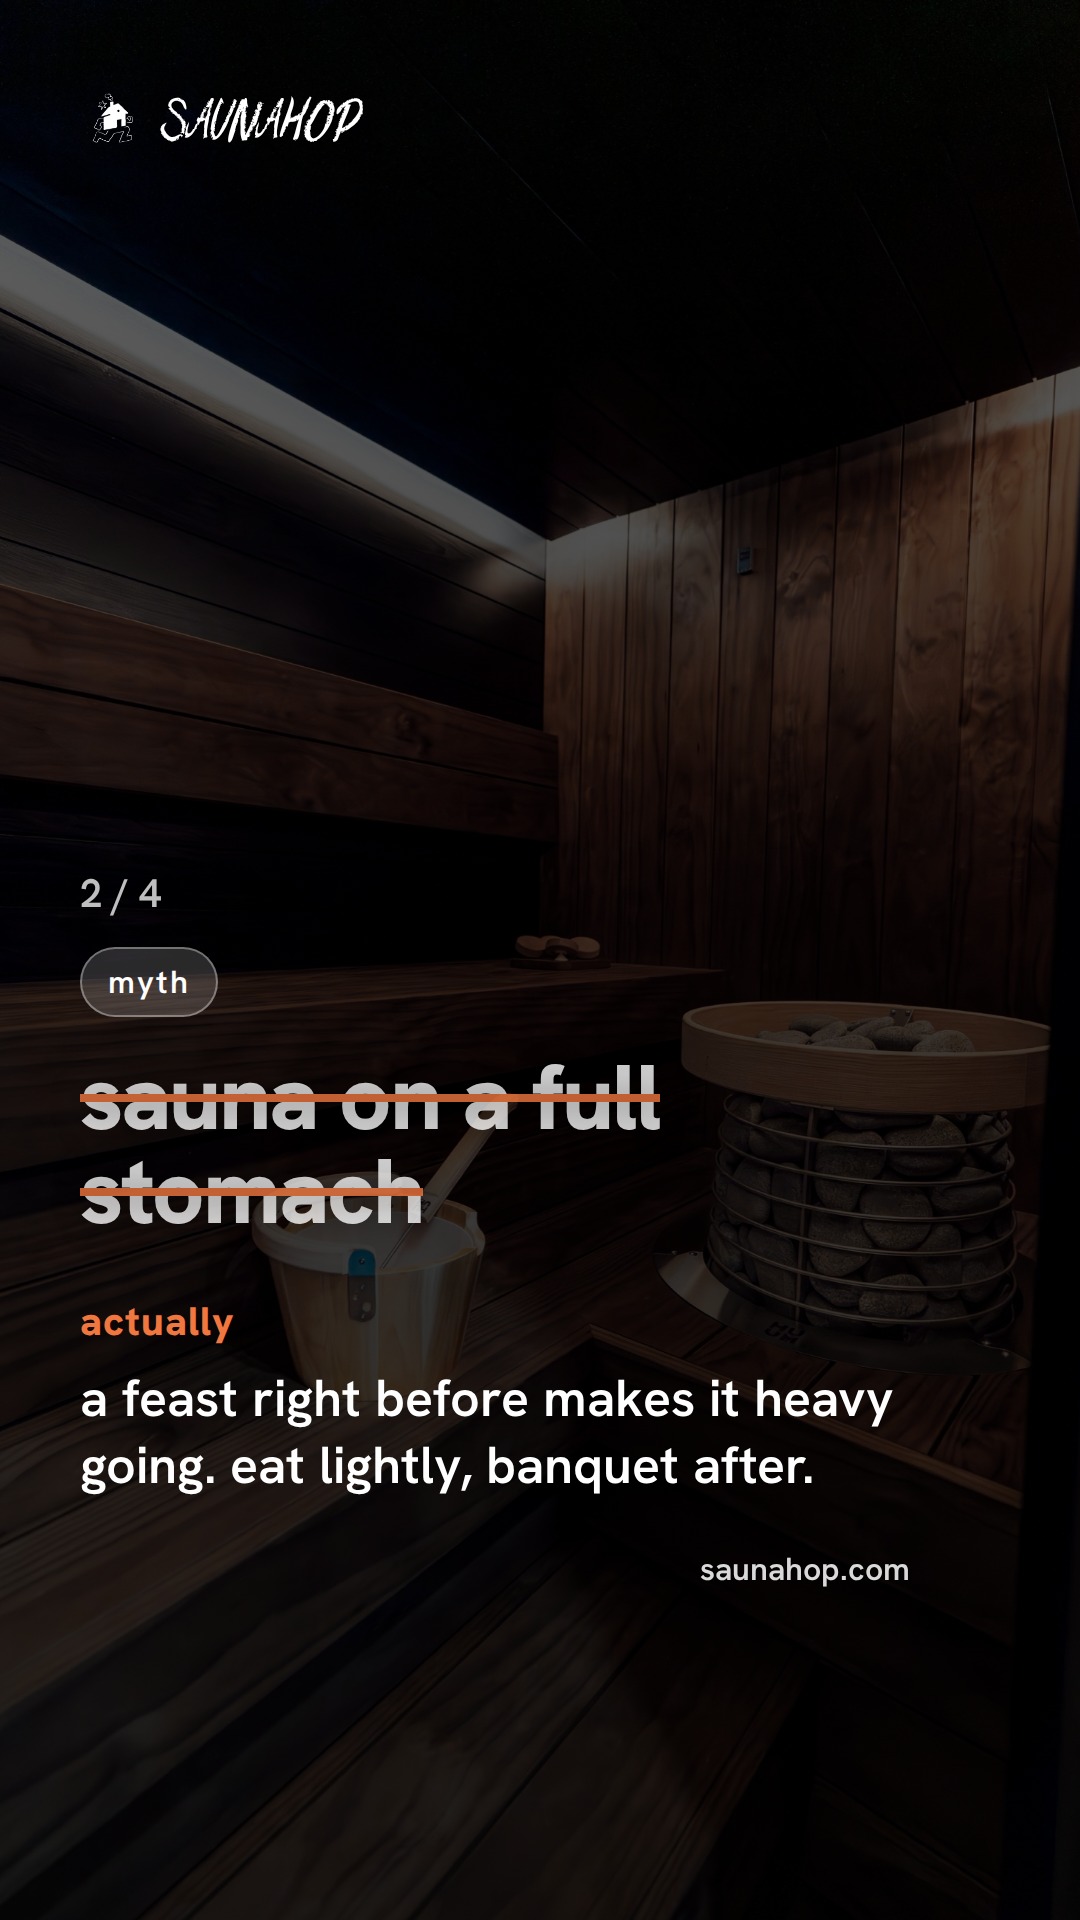 SAUNAHOP
2 / 4
myth
sauna on a full
stomach
actually
a feast right before makes it heavy
going. eat lightly, banquet after.
saunahop.com